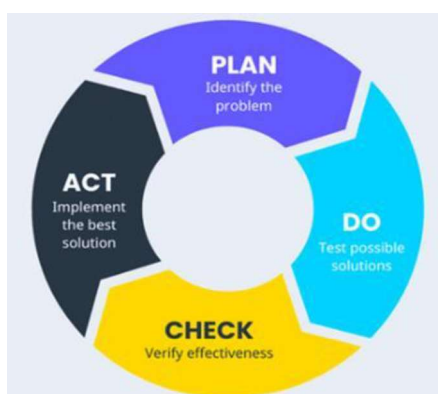 PLAN
Identify the
problem
DO
Test possible
solutions
CHECK
Verify effectiveness
ACT
Implement
the best
solution